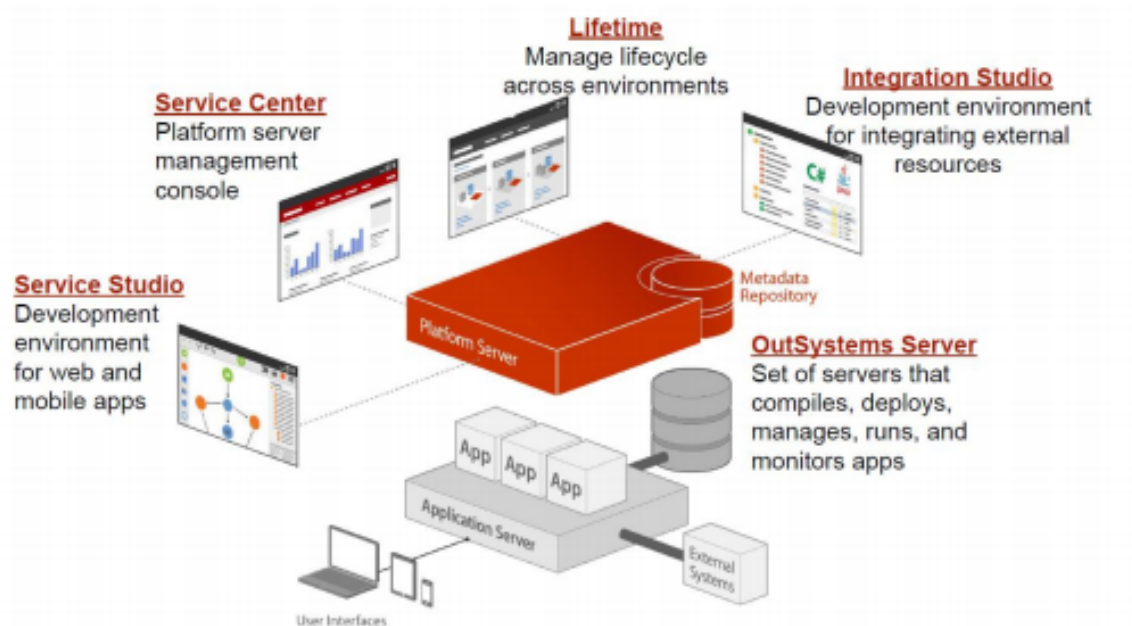 Lifetime
Manage lifecycle
across environments
Integration Studio
Development environment
for integrating external
resources
Service Center
Platform server
management
console
C#
Service Studio
Development
environment
for web and
mobile apps
Metadata
Repository
Platform Server
OutSystems Server
Set of servers that
compiles, deploys,
manages, runs, and
monitors apps
App
App
App
Application Server
External
Systems
User Interfaces